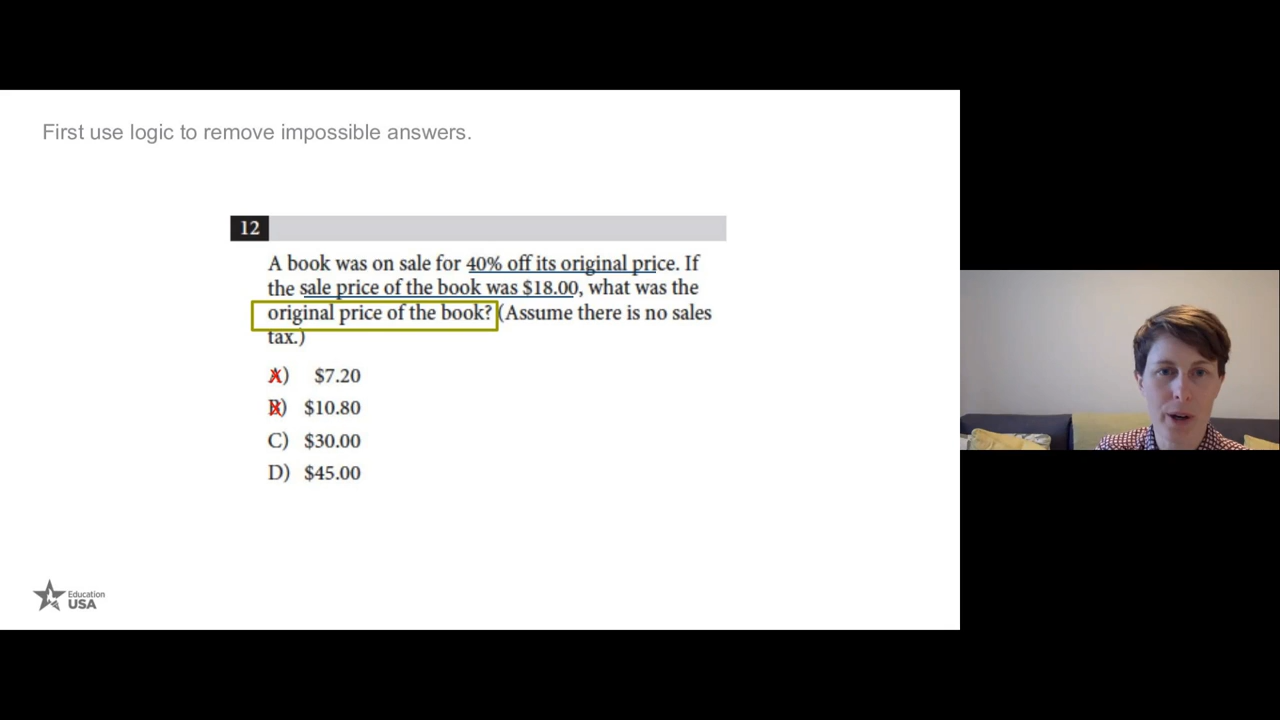 First use logic to remove impossible answers.
12
A book was on sale for 40% off its original price. If
the sale price of the book was $18.00, what was the
original price of the book? (Assume there is no sales
tax.)
A) $7.20
B) $10.80
C) $30.00
D) $45.00
Education
USA